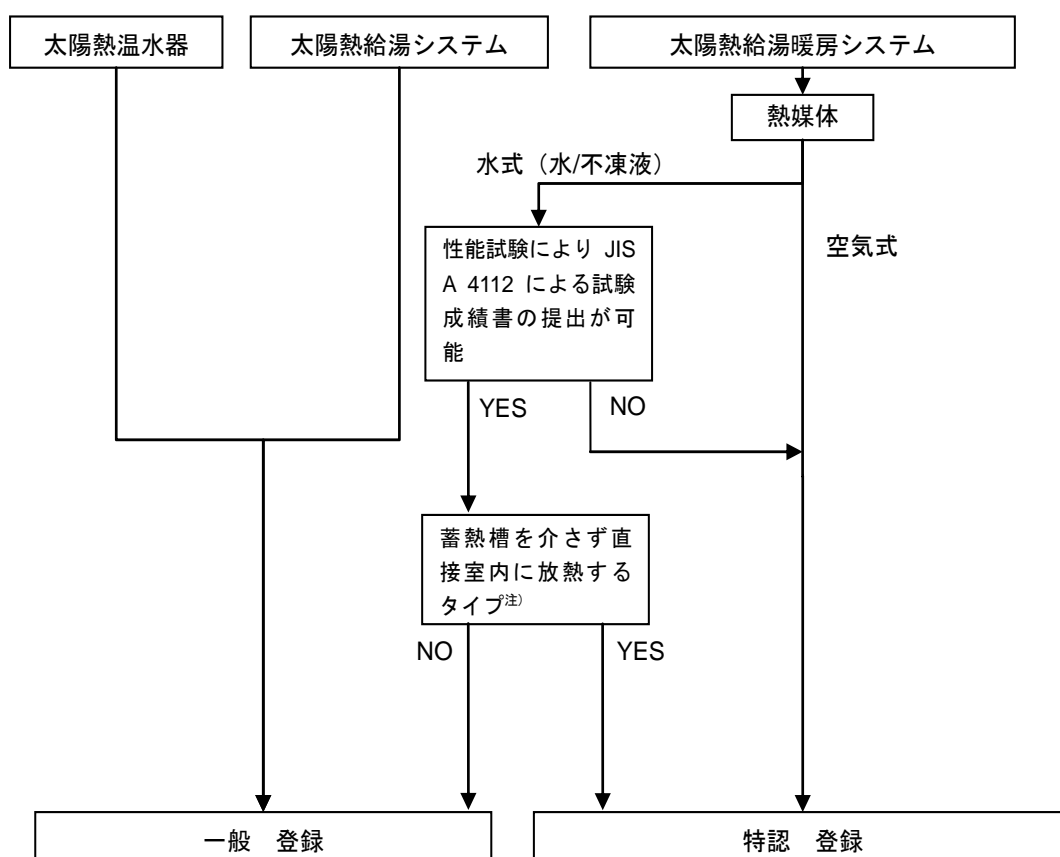 太陽熱温水器
太陽熱給湯システム
太陽熱給湯暖房システム
熱媒体
水式（水/不凍液）
空気式
性能試験により JIS
A 4112 による試験
成績書の提出が可
能
YES
NO
蓄熱槽を介さず直
接室内に放熱する
タイプ注）
NO
YES
一般　登録
特認　登録